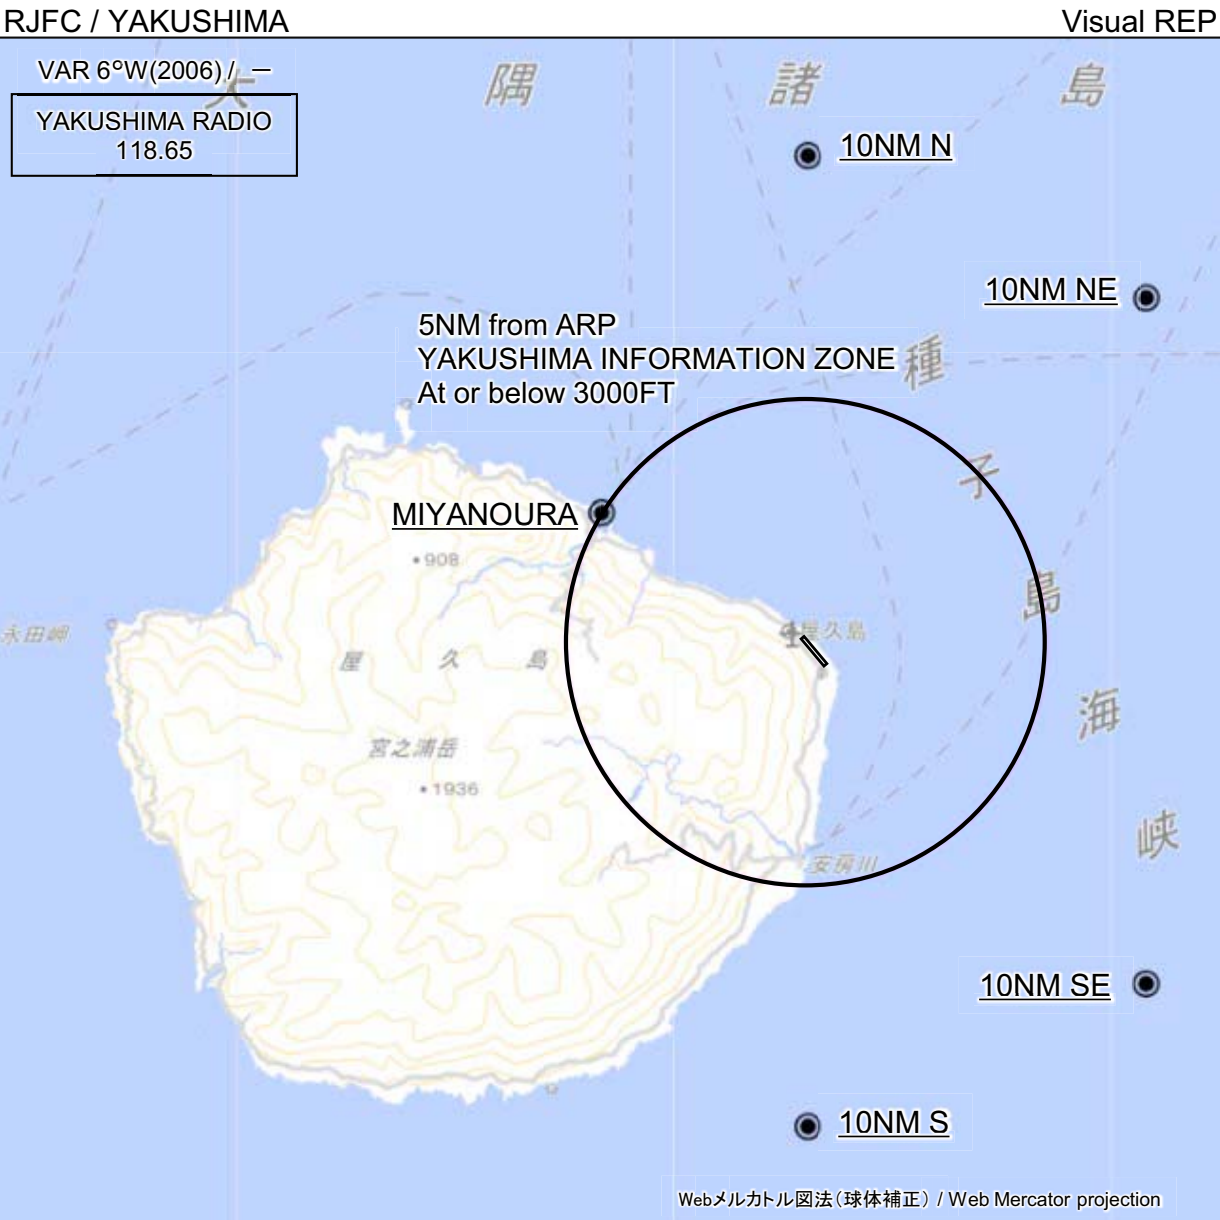 RJFC / YAKUSHIMA
Visual REP
VAR 6°W(2006) / －
大 隅 諸 島
YAKUSHIMA RADIO
118.65
10NM N
10NM NE
5NM from ARP
YAKUSHIMA INFORMATION ZONE
At or below 3000FT
種子島海峡
MIYANOURA
908
屋久島
永田岬
屋 久 島
宮之浦岳
1936
安房川
10NM SE
10NM S
Webメルカトル図法（球体補正） / Web Mercator projection